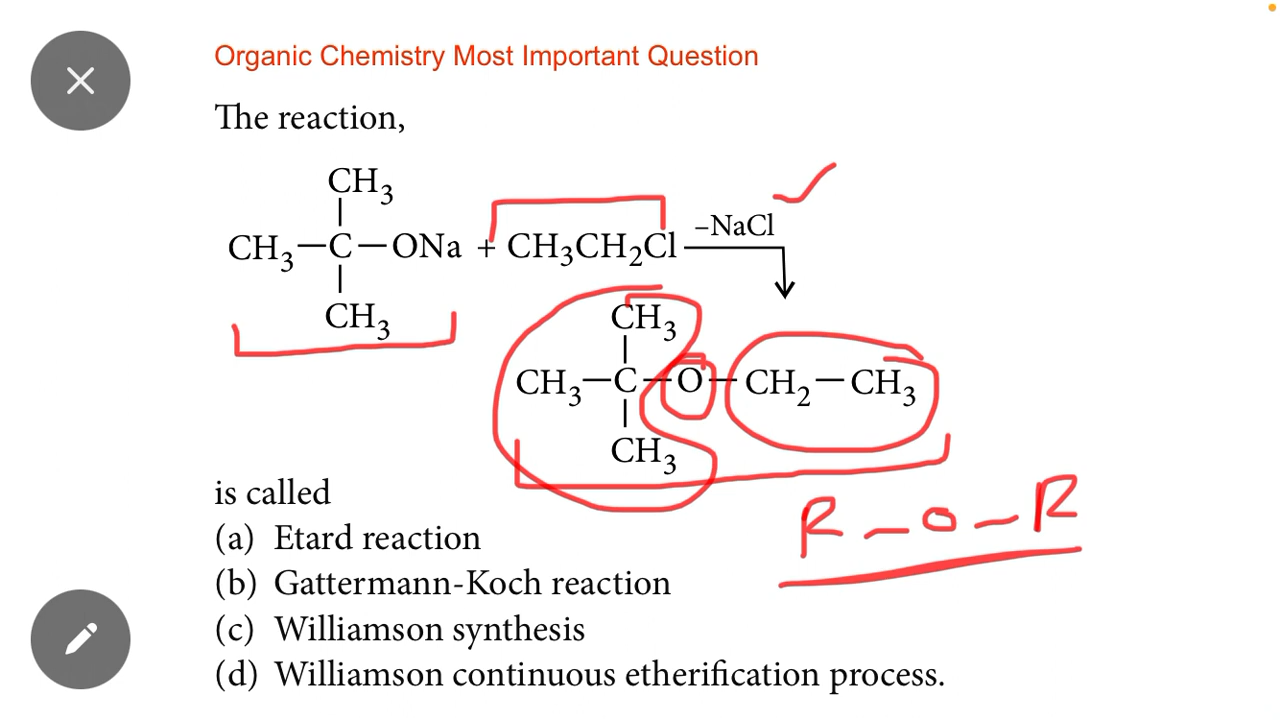 Organic Chemistry Most Important Question
The reaction,
CH₃
CH₃—C—ONa + CH₃CH₂Cl –NaCl
CH₃
CH₃
CH₃—C—O—CH₂—CH₃
CH₃
R–O–R
is called
(a) Etard reaction
(b) Gattermann-Koch reaction
(c) Williamson synthesis
(d) Williamson continuous etherification process.